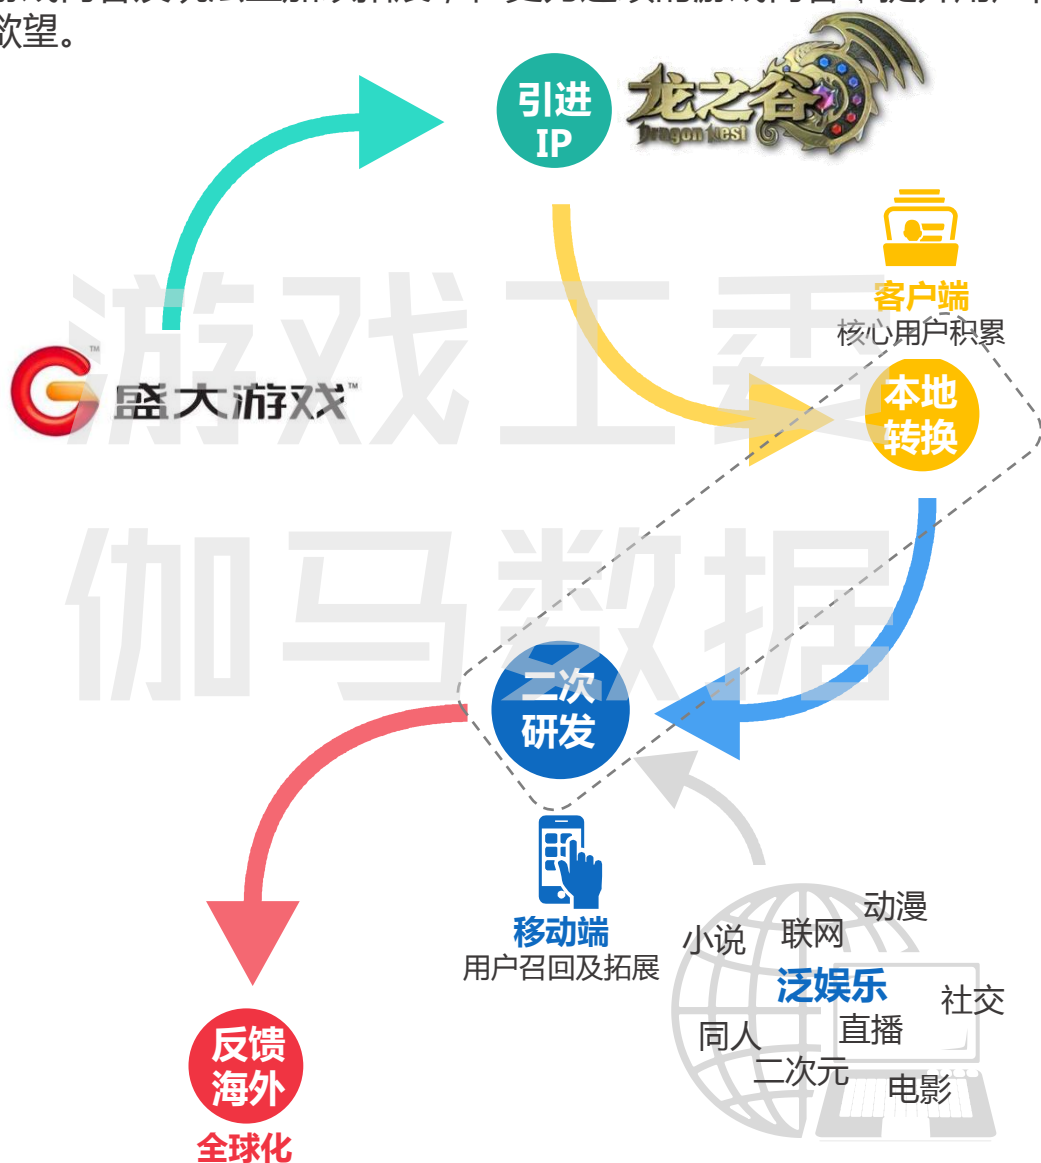 欲望。
引进
IP
龙之谷
Dragon Nest
客户端
核心用户积累
盛大游戏™
本地
转换
游戏工委
伽马数据
二次
研发
移动端
用户召回及拓展
动漫
小说
联网
泛娱乐
社交
直播
同人
二次元
电影
反馈
海外
全球化